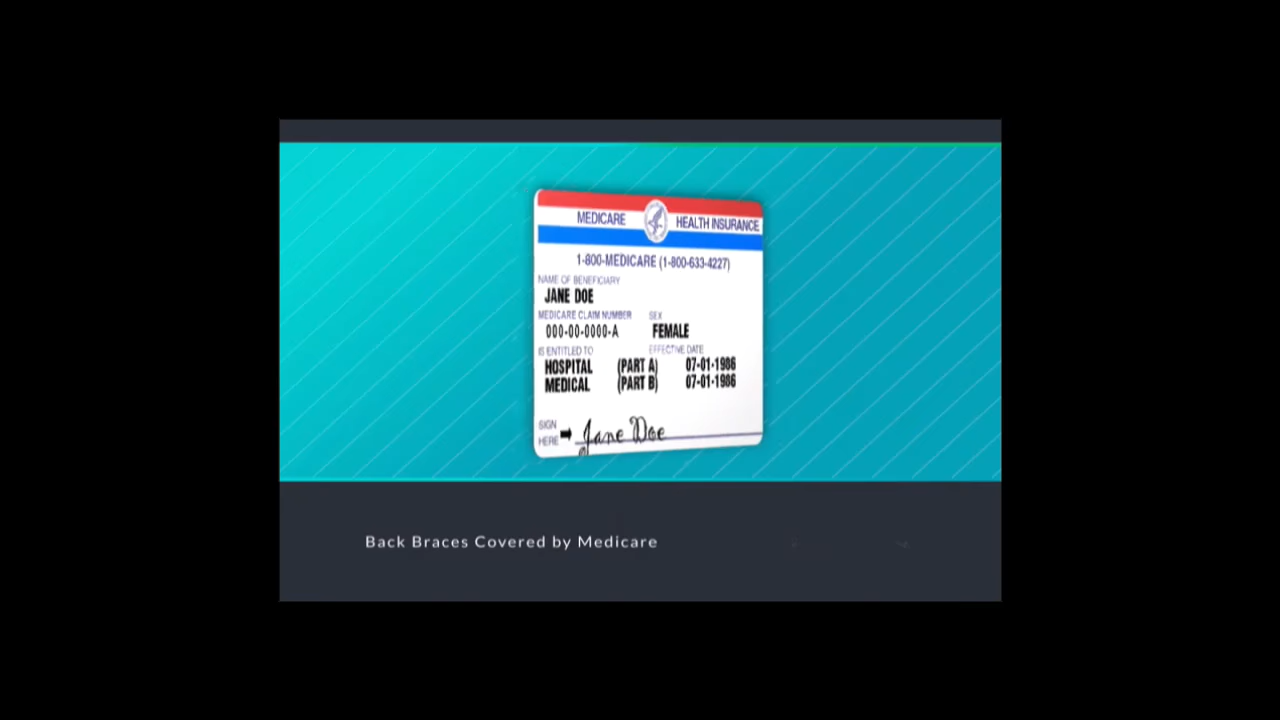 MEDICARE HEALTH INSURANCE
1-800-MEDICARE (1-800-633-4227)
NAME OF BENEFICIARY
JANE DOE
MEDICARE CLAIM NUMBER SEX
000-00-0000-A FEMALE
IS ENTITLED TO EFFECTIVE DATE
HOSPITAL (PART A) 07-01-1986
MEDICAL (PART B) 07-01-1986
SIGN
HERE ➡ Jane Doe
Back Braces Covered by Medicare